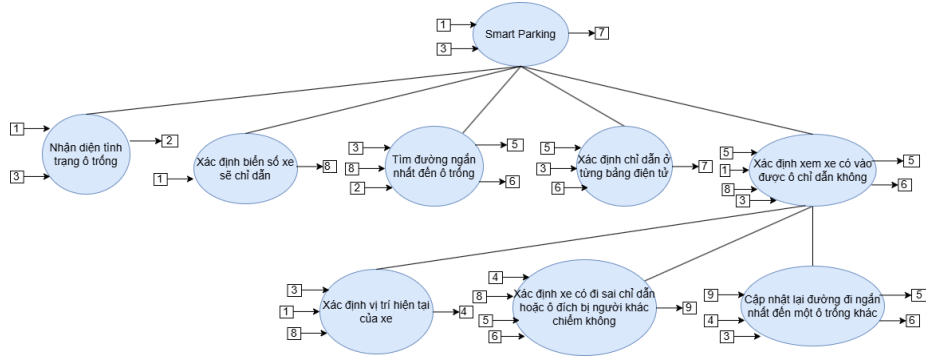 1
Smart Parking
7
3
1
Nhận diện tình
trạng ô trống
2
3
Xác định biển số xe
sẽ chỉ dẫn
8
1
3
Tìm đường ngắn
nhất đến ô trống
5
8
2
6
5
Xác định chỉ dẫn ở
từng bảng điện tử
3
7
6
5
Xác định xem xe có vào
được ô chỉ dẫn không
5
1
8
6
3
3
Xác định vị trí hiện tại
của xe
1
4
8
4
Xác định xe có đi sai chỉ dẫn
hoặc ô đích bị người khác
chiếm không
8
9
5
6
9
Cập nhật lại đường đi ngắn
nhất đến một ô trống khác
5
4
6
3